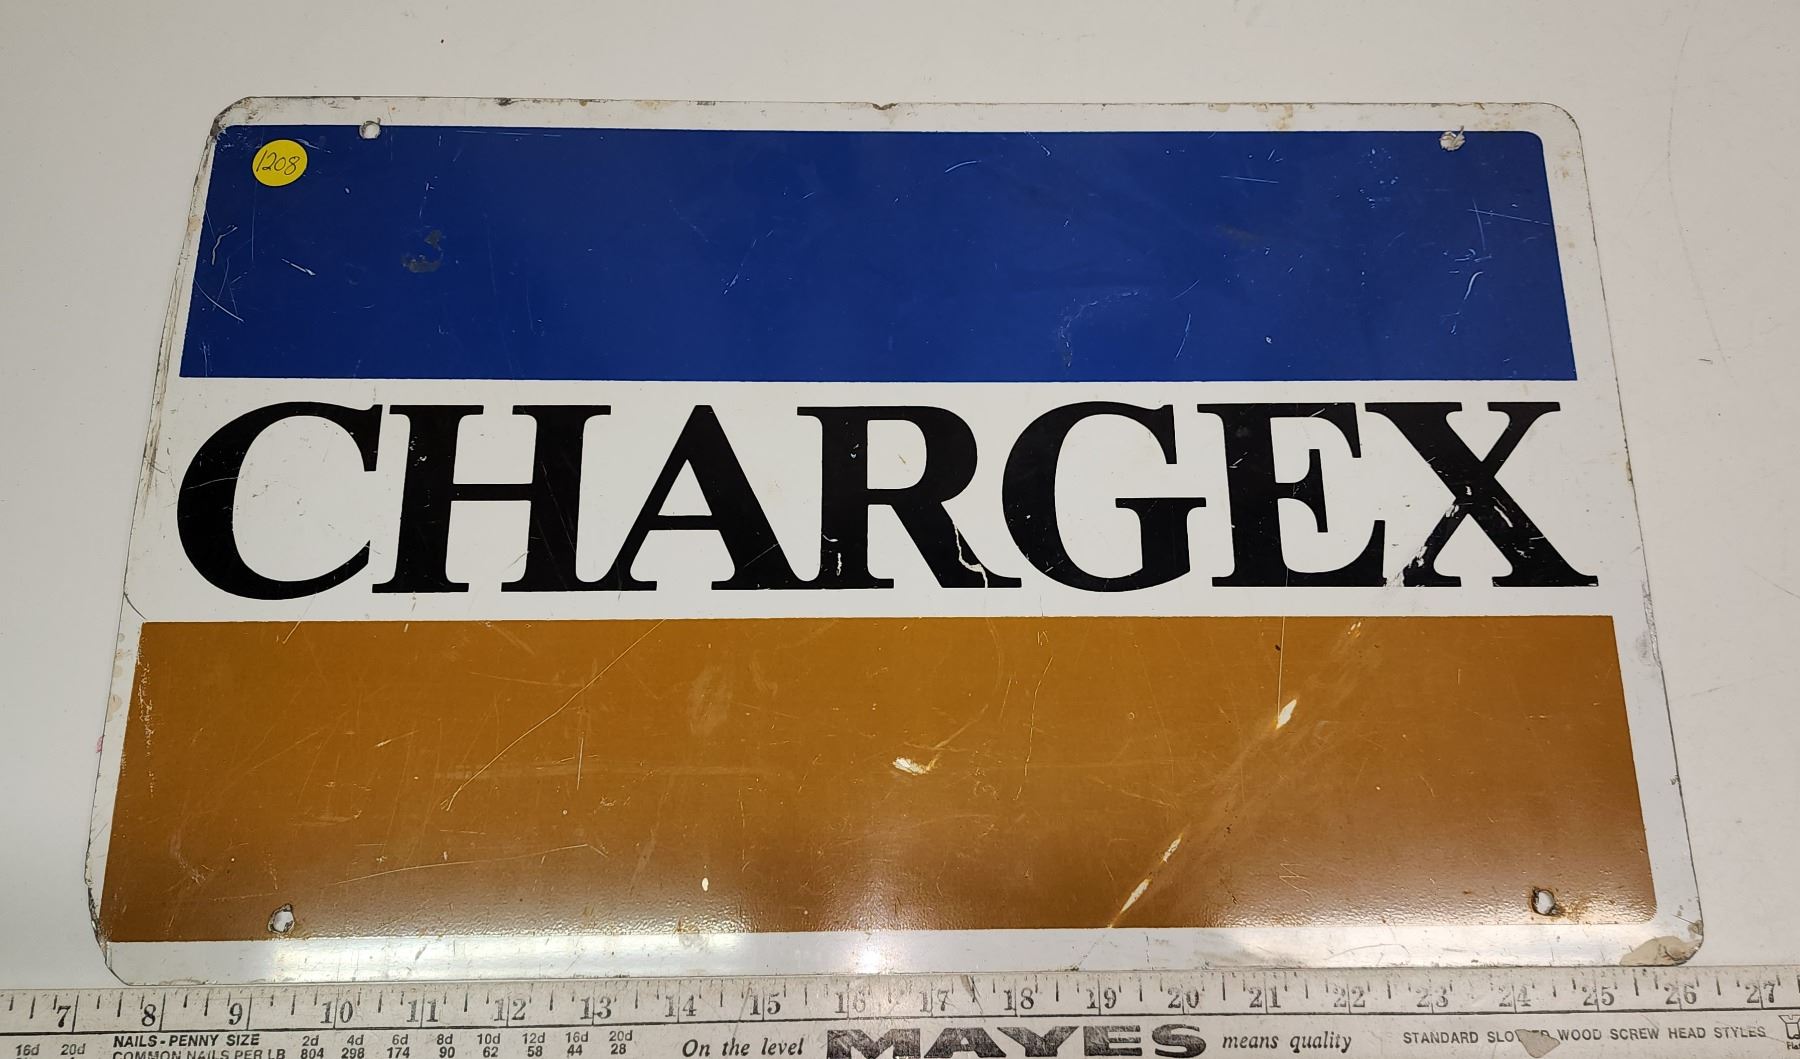 1208
CHARGEX
7 8 9 10 11 12 13 14 15 16 17 18 19 20 21 22 23 24 25 26 27
16d 20d
NAILS - PENNY SIZE 2d 4d 6d 8d 10d 12d 16d 20d
COMMON NAILS PER LB 804 298 174 90 62 58 44 28
On the level MAYES means quality
STANDARD WOOD SCREW HEAD STYLES